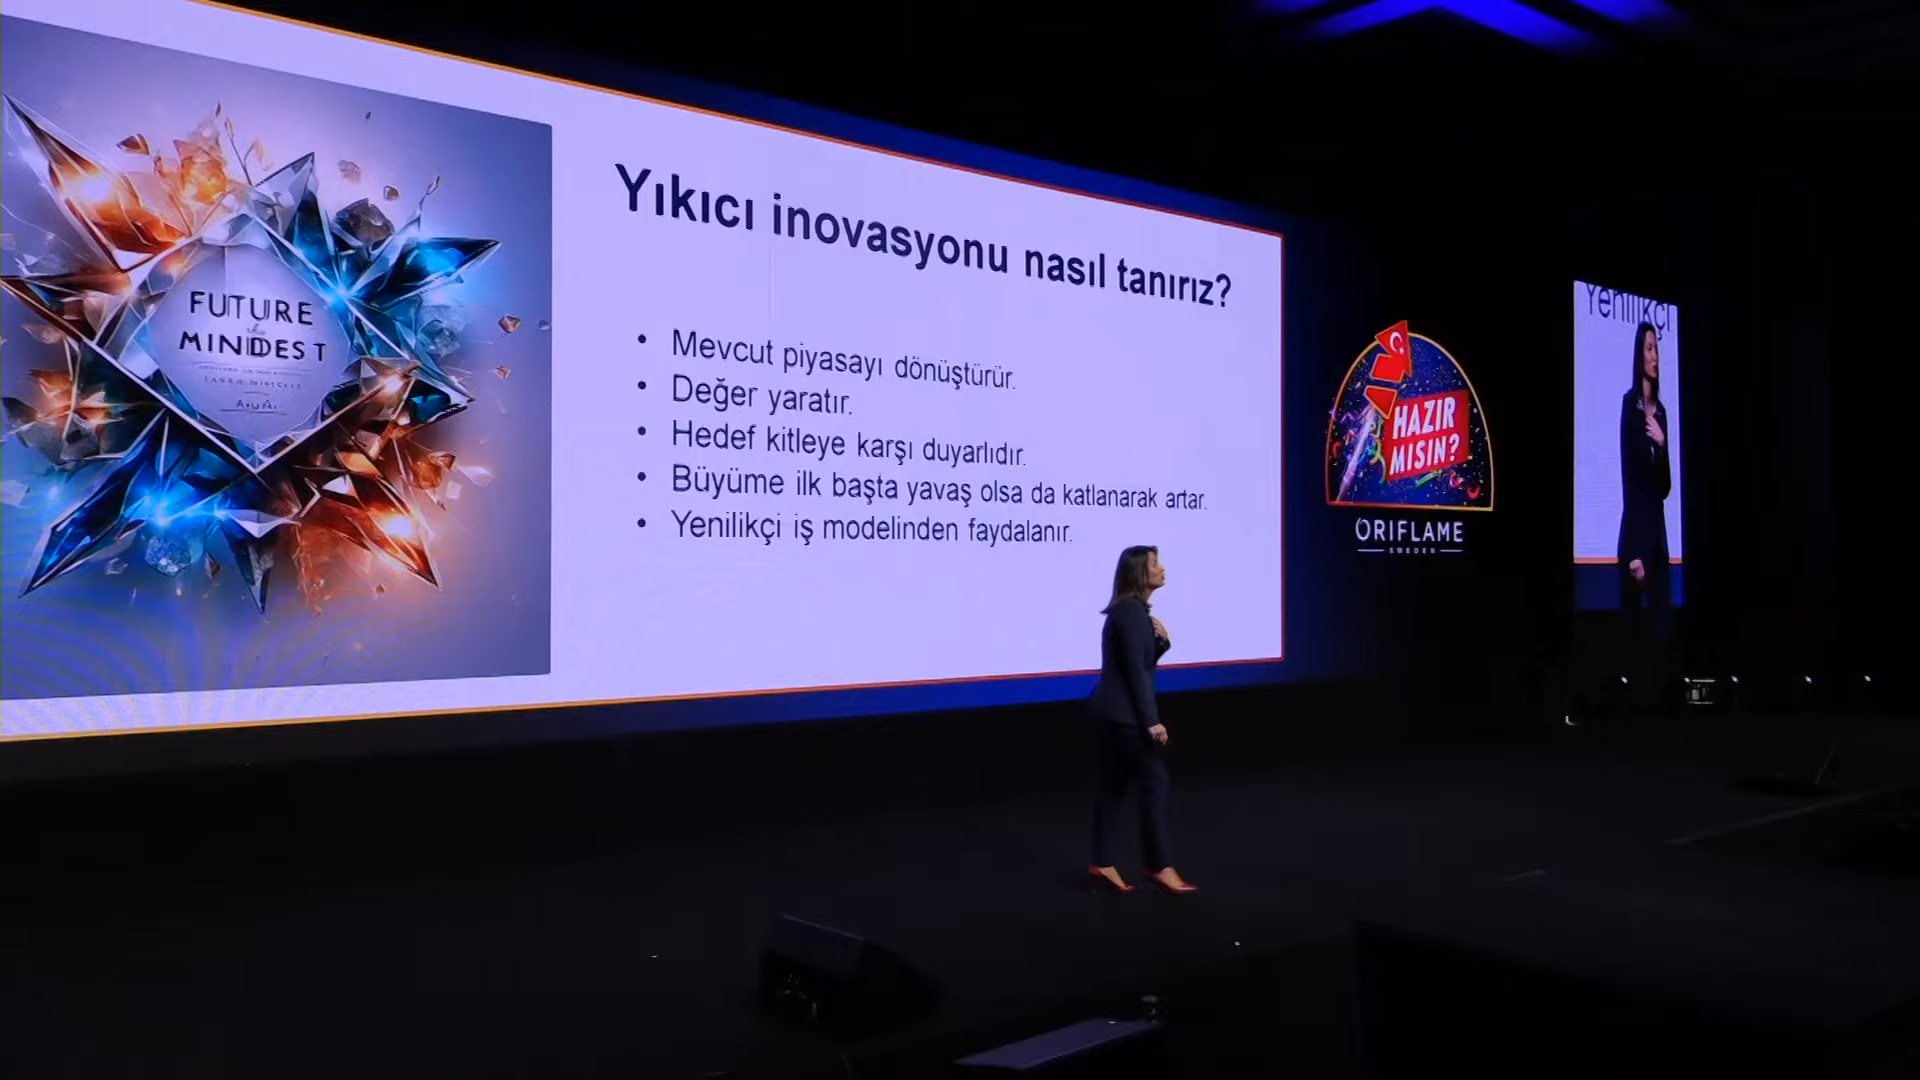 FUTURE
MINDEST
Yıkıcı inovasyonu nasıl tanırız?
• Mevcut piyasayı dönüştürür.
• Değer yaratır.
• Hedef kitleye karşı duyarlıdır.
• Büyüme ilk başta yavaş olsa da katlanarak artar.
• Yenilikçi iş modelinden faydalanır.
HAZIR
MISIN?
ORIFLAME
SWEDEN
Yenilikçi